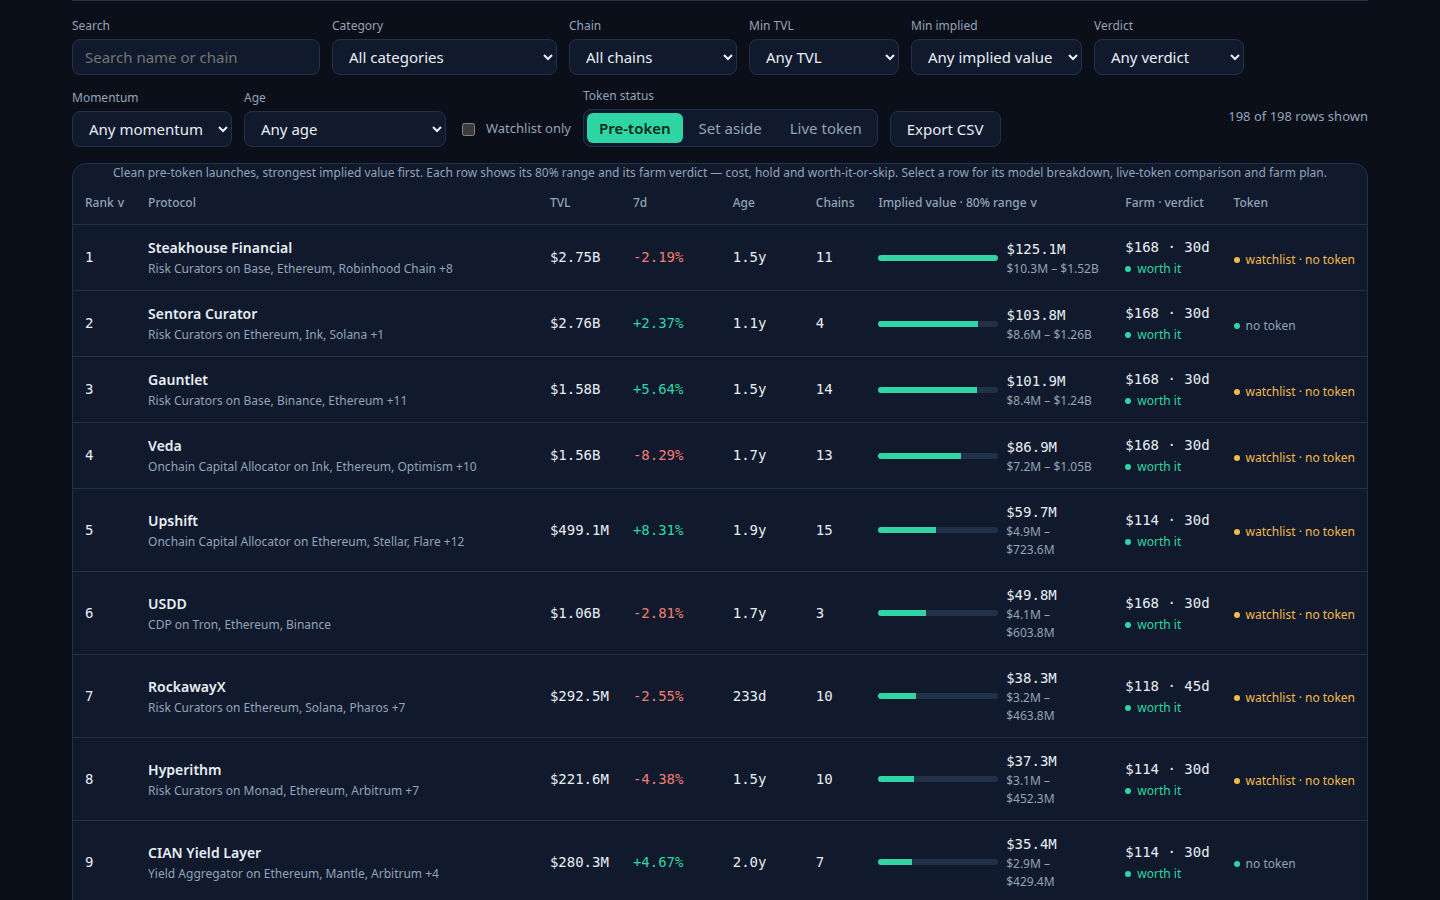 Search Category Chain Min TVL Min implied Verdict
Search name or chain All categories All chains Any TVL Any implied value Any verdict
Momentum Age Token status
Any momentum Any age Watchlist only Pre-token Set aside Live token Export CSV 198 of 198 rows shown
Clean pre-token launches, strongest implied value first. Each row shows its 80% range and its farm verdict — cost, hold and worth-it-or-skip. Select a row for its model breakdown, live-token comparison and farm plan.
Rank v Protocol TVL 7d Age Chains Implied value · 80% range v Farm · verdict Token
1 Steakhouse Financial $2.75B -2.19% 1.5y 11 $125.1M $168 · 30d watchlist · no token
Risk Curators on Base, Ethereum, Robinhood Chain +8 $10.3M – $1.52B worth it
2 Sentora Curator $2.76B +2.37% 1.1y 4 $103.8M $168 · 30d no token
Risk Curators on Ethereum, Ink, Solana +1 $8.6M – $1.26B worth it
3 Gauntlet $1.58B +5.64% 1.5y 14 $101.9M $168 · 30d watchlist · no token
Risk Curators on Base, Binance, Ethereum +11 $8.4M – $1.24B worth it
4 Veda $1.56B -8.29% 1.7y 13 $86.9M $168 · 30d watchlist · no token
Onchain Capital Allocator on Ink, Ethereum, Optimism +10 $7.2M – $1.05B worth it
5 Upshift $499.1M +8.31% 1.9y 15 $59.7M $114 · 30d watchlist · no token
Onchain Capital Allocator on Ethereum, Stellar, Flare +12 $4.9M – worth it
$723.6M
6 USDD $1.06B -2.81% 1.7y 3 $49.8M $168 · 30d watchlist · no token
CDP on Tron, Ethereum, Binance $4.1M – worth it
$603.8M
7 RockawayX $292.5M -2.55% 233d 10 $38.3M $118 · 45d watchlist · no token
Risk Curators on Ethereum, Solana, Pharos +7 $3.2M – worth it
$463.8M
8 Hyperithm $221.6M -4.38% 1.5y 10 $37.3M $114 · 30d watchlist · no token
Risk Curators on Monad, Ethereum, Arbitrum +7 $3.1M – worth it
$452.3M
9 CIAN Yield Layer $280.3M +4.67% 2.0y 7 $35.4M $114 · 30d no token
Yield Aggregator on Ethereum, Mantle, Arbitrum +4 $2.9M – worth it
$429.4M